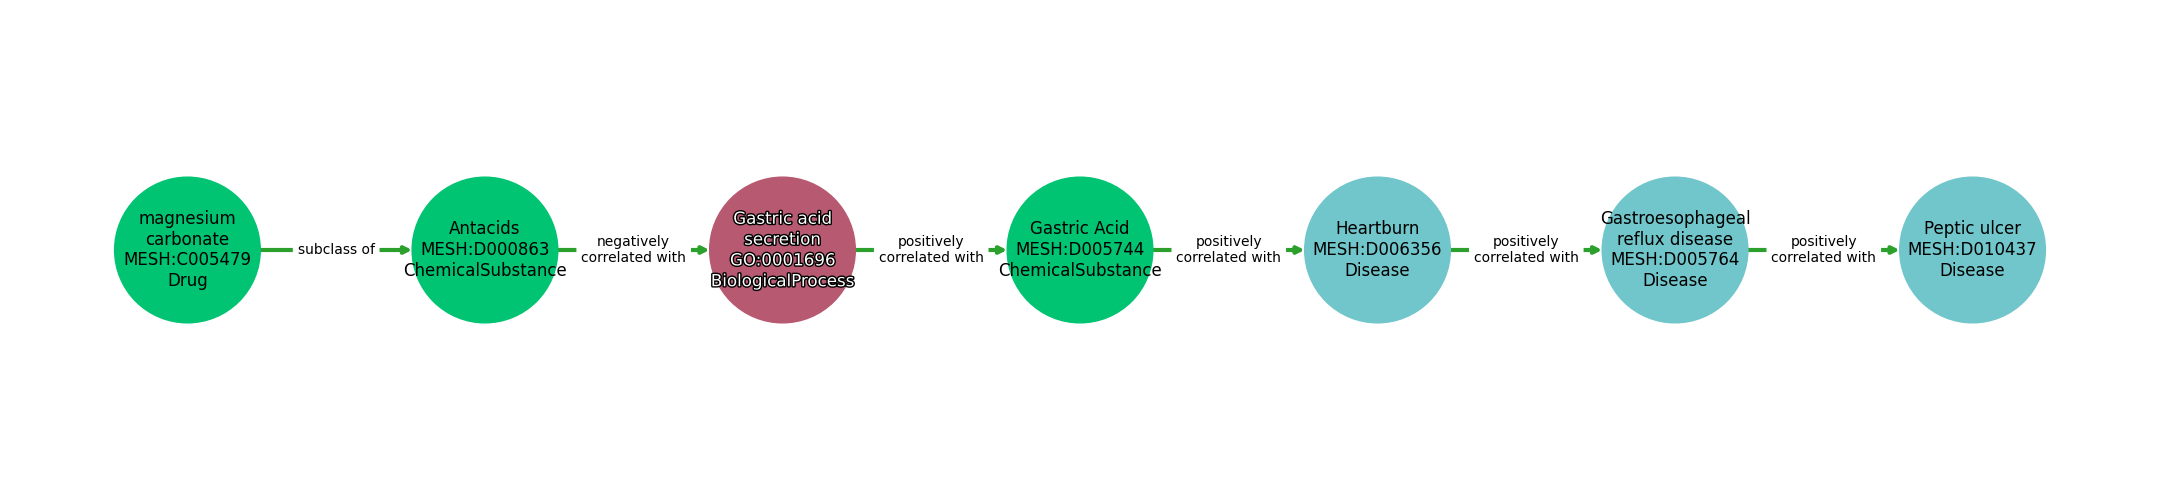 magnesium
carbonate
MESH:C005479
Drug
subclass of
Antacids
MESH:D000863
ChemicalSubstance
negatively
correlated with
Gastric acid
secretion
GO:0001696
BiologicalProcess
positively
correlated with
Gastric Acid
MESH:D005744
ChemicalSubstance
positively
correlated with
Heartburn
MESH:D006356
Disease
positively
correlated with
Gastroesophageal
reflux disease
MESH:D005764
Disease
positively
correlated with
Peptic ulcer
MESH:D010437
Disease